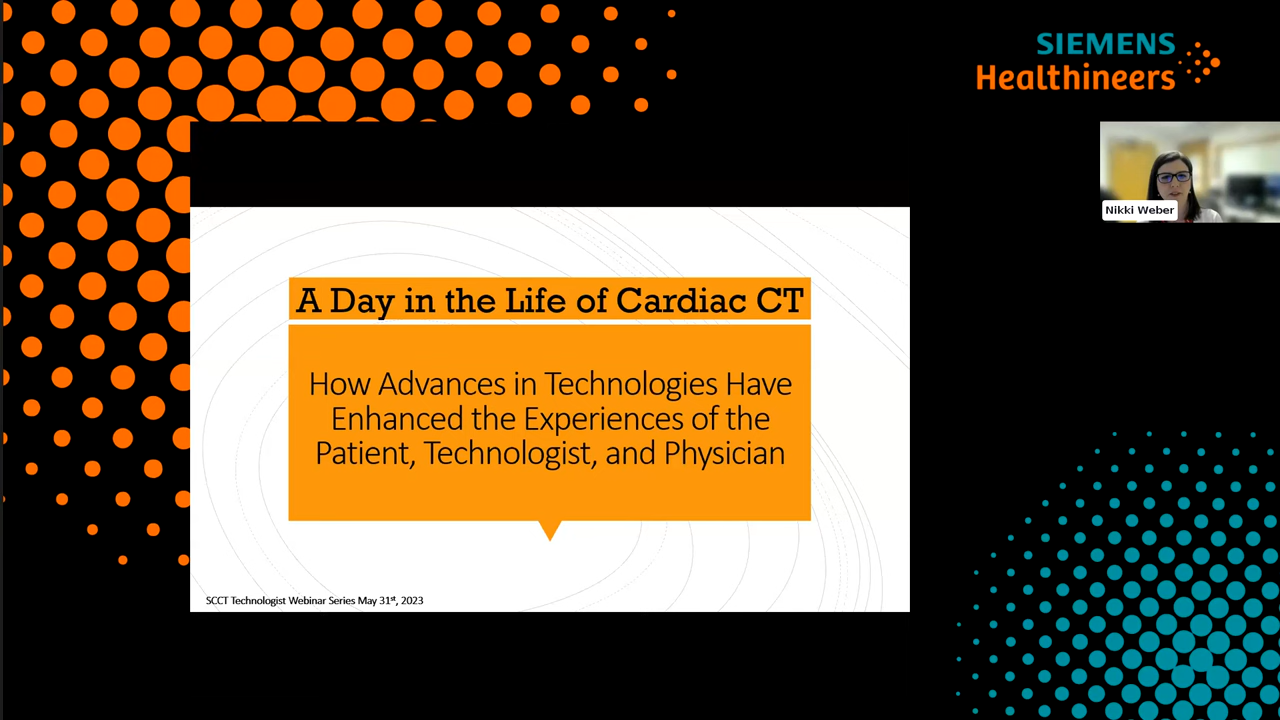 SIEMENS
Healthineers
Nikki Weber
A Day in the Life of Cardiac CT
How Advances in Technologies Have
Enhanced the Experiences of the
Patient, Technologist, and Physician
SCCT Technologist Webinar Series May 31st, 2023